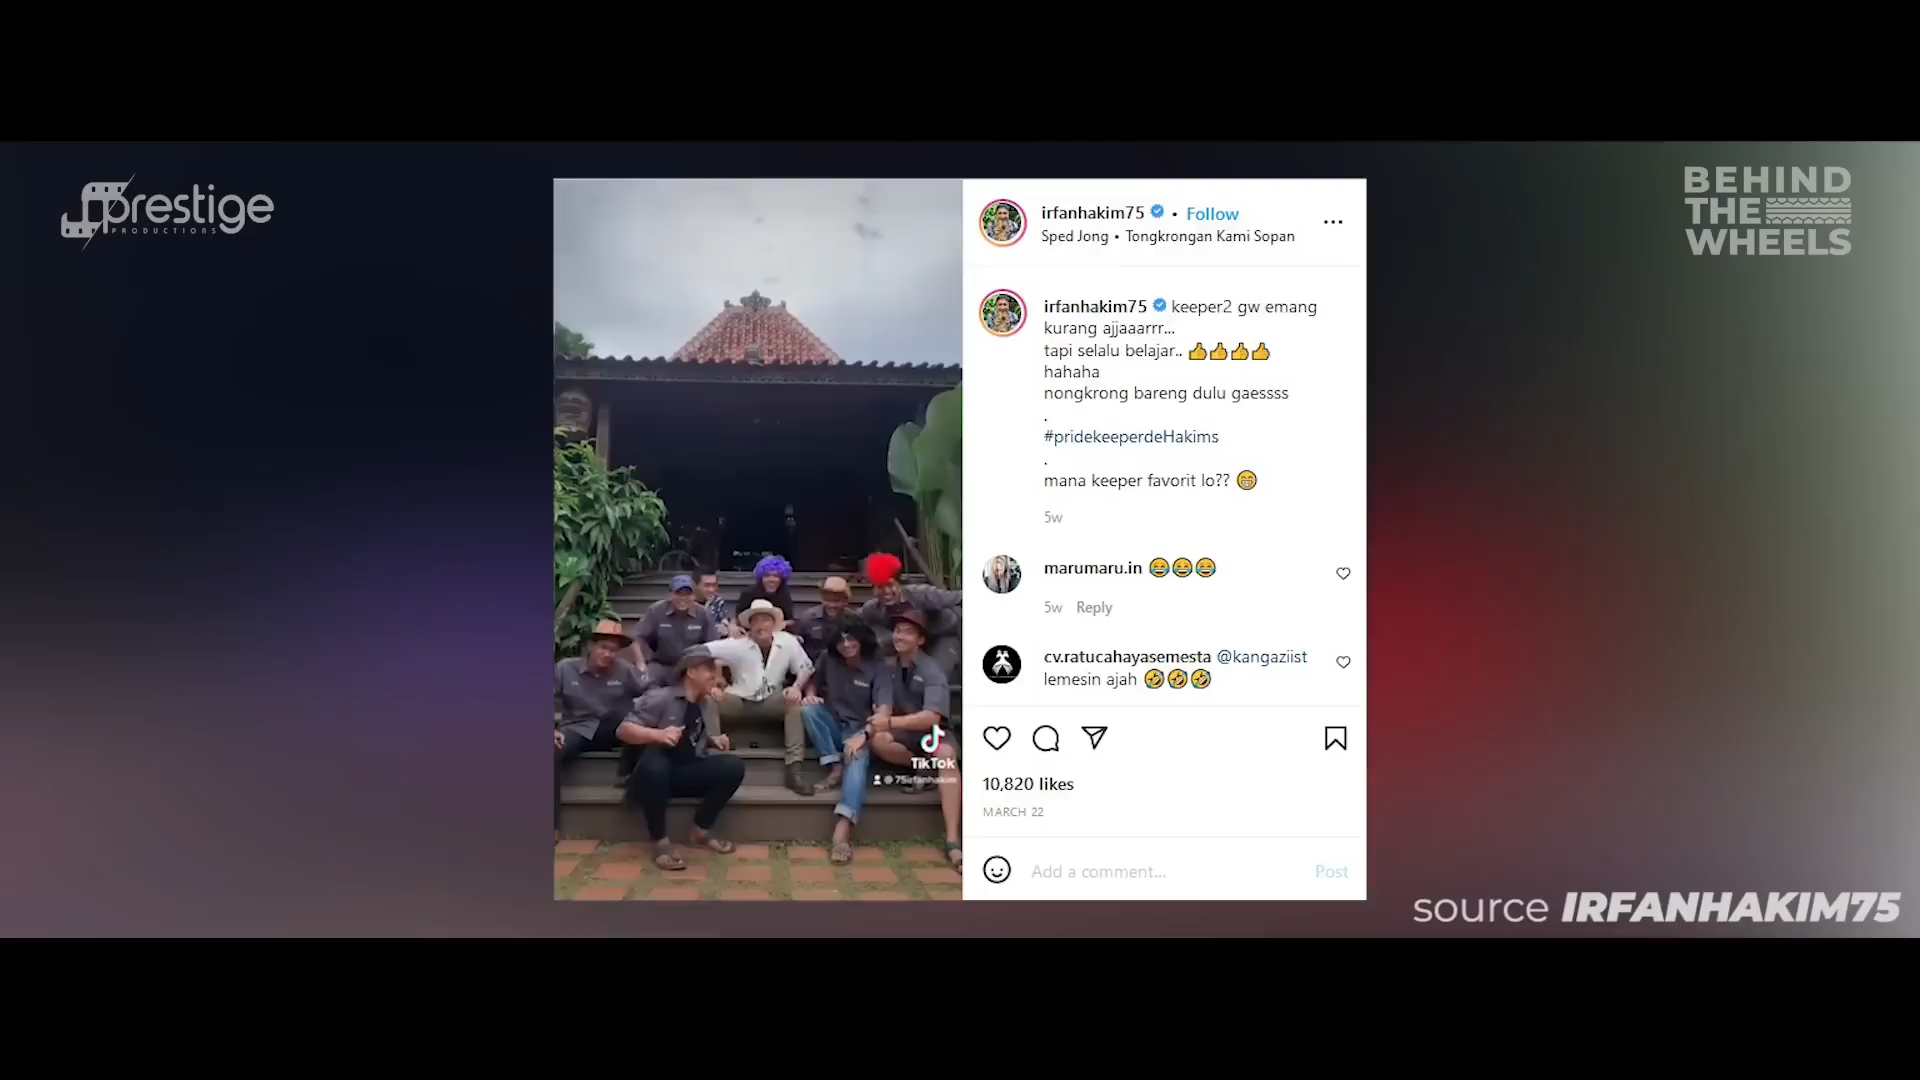 prestige
PRODUCTIONS
BEHIND
THE
WHEELS
irfanhakim75 • Follow
Sped Jong • Tongkrongan Kami Sopan
irfanhakim75 keeper2 gw emang
kurang ajjaaarrr...
tapi selalu belajar.. 👍👍👍👍
hahaha
nongkrong bareng dulu gaessss
.
#pridekeeperdeHakims
.
mana keeper favorit lo?? 😁
5w
marumaru.in 😂😂😂
5w Reply
cv.ratucahayasemesta @kangaziist
lemesin ajah 🤣🤣🤣
TikTok
@ 75irfanhakim
10,820 likes
MARCH 22
Add a comment... Post
source IRFANHAKIM75